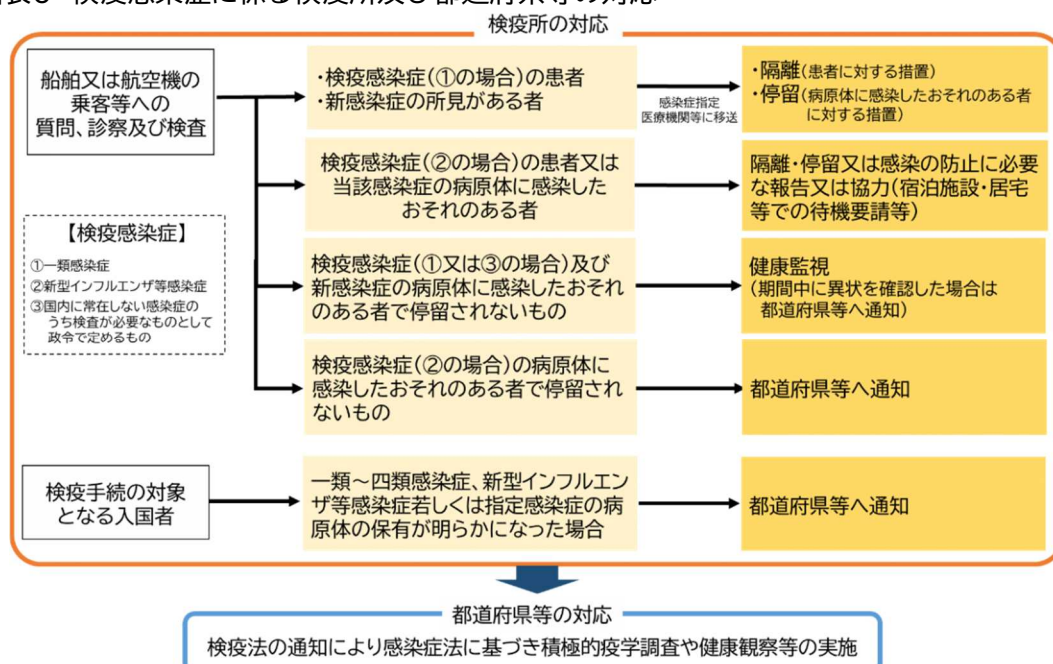 検疫所の対応
船舶又は航空機の
乗客等への
質問、診察及び検査
・検疫感染症(①の場合)の患者
・新感染症の所見がある者
感染症指定
医療機関等に移送
・隔離(患者に対する措置)
・停留(病原体に感染したおそれのある者
に対する措置)
検疫感染症(②の場合)の患者又は
当該感染症の病原体に感染した
おそれのある者
隔離・停留又は感染の防止に必要
な報告又は協力(宿泊施設・居宅
等での待機要請等)
【検疫感染症】
①一類感染症
②新型インフルエンザ等感染症
③国内に常在しない感染症の
うち検査が必要なものとして
政令で定めるもの
検疫感染症(①又は③の場合)及び
新感染症の病原体に感染したおそれ
のある者で停留されないもの
健康監視
(期間中に異状を確認した場合は
都道府県等へ通知)
検疫感染症(②の場合)の病原体に
感染したおそれのある者で停留され
ないもの
都道府県等へ通知
検疫手続の対象
となる入国者
一類～四類感染症、新型インフルエン
ザ等感染症若しくは指定感染症の病
原体の保有が明らかになった場合
都道府県等へ通知
都道府県等の対応
検疫法の通知により感染症法に基づき積極的疫学調査や健康観察等の実施